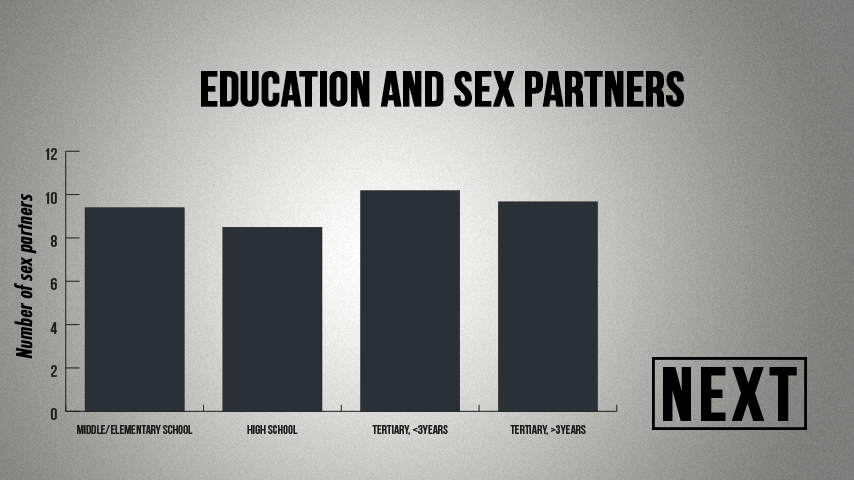 EDUCATION AND SEX PARTNERS
Number of sex partners
12
10
8
6
4
2
0
MIDDLE/ELEMENTARY SCHOOL
HIGH SCHOOL
TERTIARY, <3YEARS
TERTIARY, >3YEARS
NEXT